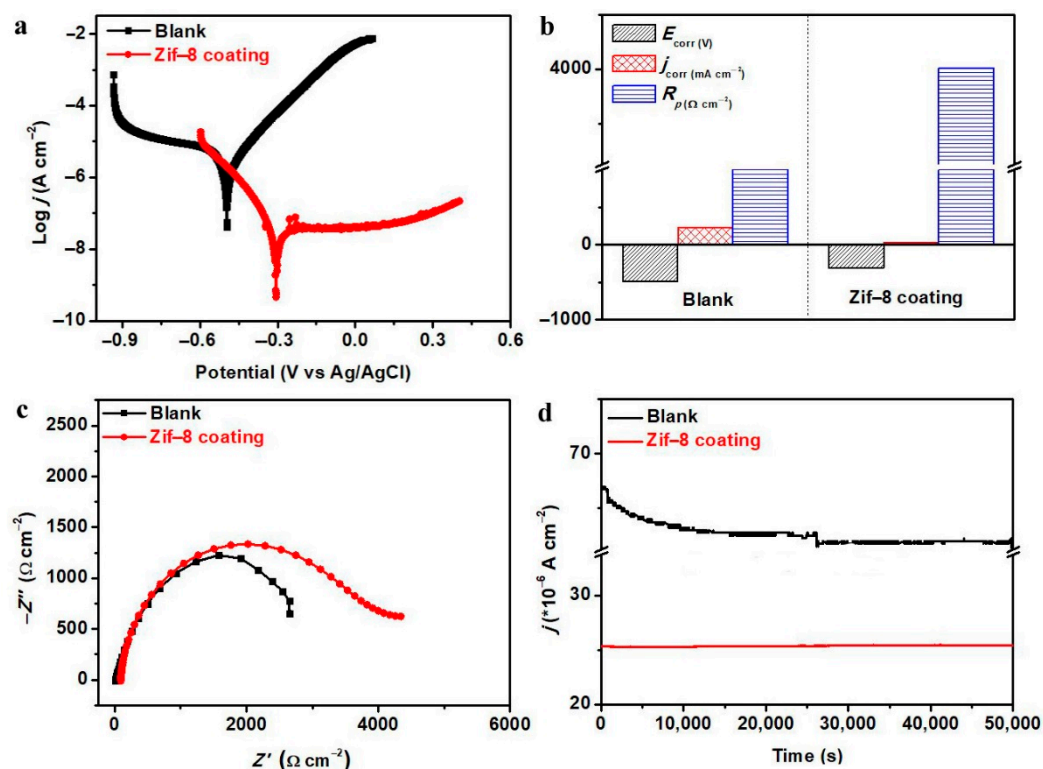 a
Blank
Zif–8 coating
Log j (A cm⁻²)
–2
–4
–6
–8
–10
–0.9
–0.6
–0.3
0.0
0.3
0.6
Potential (V vs Ag/AgCl)
b
E corr (V)
j corr (mA cm⁻²)
R p (Ω cm⁻²)
4000
0
–1000
Blank
Zif–8 coating
c
Blank
Zif–8 coating
–Z″ (Ω cm⁻²)
2500
2000
1500
1000
500
0
0
2000
4000
6000
Z′ (Ω cm⁻²)
d
Blank
Zif–8 coating
j (*10⁻⁶ A cm⁻²)
70
30
20
0
10,000
20,000
30,000
40,000
50,000
Time (s)